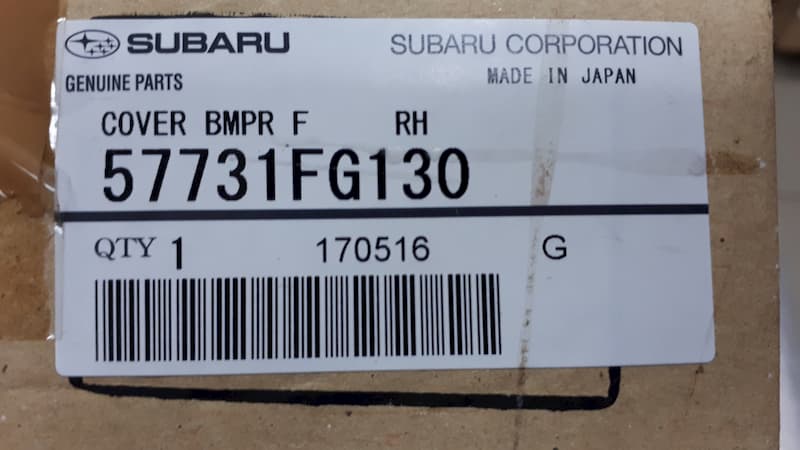 SUBARU SUBARU CORPORATION
GENUINE PARTS MADE IN JAPAN
COVER BMPR F RH
57731FG130
QTY 1 170516 G